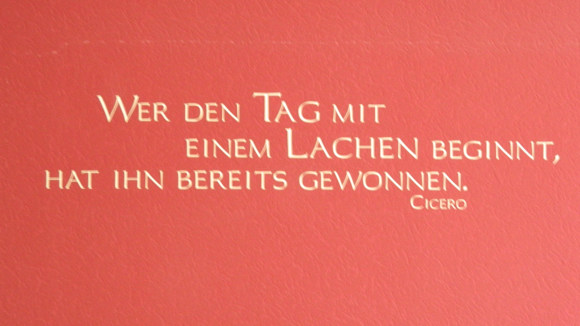 Wer den Tag mit
einem Lachen beginnt,
hat ihn bereits gewonnen.
Cicero